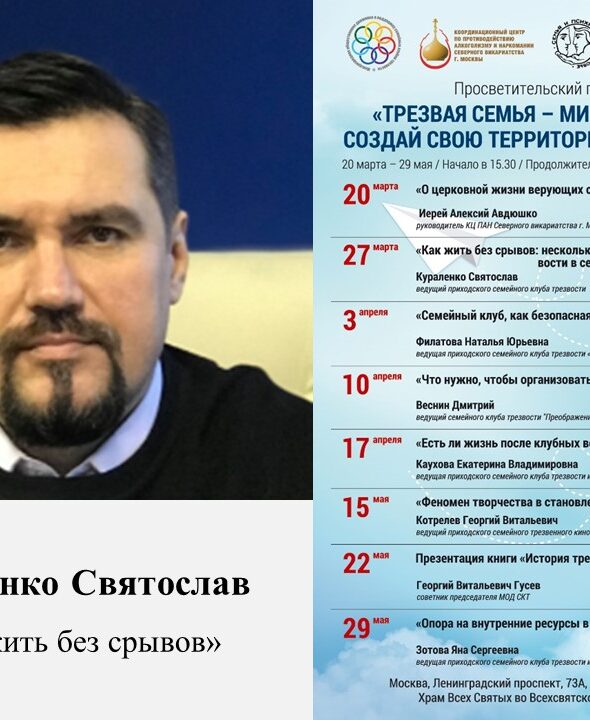 нко Святослав
жить без срывов»
КООРДИНАЦИОННЫЙ ЦЕНТР
ПО ПРОТИВОДЕЙСТВИЮ
АЛКОГОЛИЗМУ И НАРКОМАНИИ
СЕВЕРНОГО ВИКАРИАТСТВА
Г. МОСКВЫ
Просветительский п
«ТРЕЗВАЯ СЕМЬЯ – МИ
СОЗДАЙ СВОЮ ТЕРРИТОР
20 марта – 29 мая / Начало в 15.30 / Продолжител
20 марта
«О церковной жизни верующих с
Иерей Алексий Авдюшко
руководитель КЦ ПАН Северного викариатства г. М
27 марта
«Как жить без срывов: несколь
вости в се
Кураленко Святослав
ведущий приходского семейного клуба трезвости
3 апреля
«Семейный клуб, как безопасная
Филатова Наталья Юрьевна
ведущая приходского семейного клуба трезвости «
10 апреля
«Что нужно, чтобы организовать
Веснин Дмитрий
ведущий семейного клуба трезвости "Преображени
17 апреля
«Есть ли жизнь после клубных в
Каухова Екатерина Владимировна
ведущая приходского семейного клуба трезвости и
15 мая
«Феномен творчества в становле
Котрелев Георгий Витальевич
ведущий приходского семейного трезвенного кино
22 мая
Презентация книги «История тре
Георгий Витальевич Гусев
советник председателя МОД СКТ
29 мая
«Опора на внутренние ресурсы в
Зотова Яна Сергеевна
ведущая приходского семейного клуба трезвости и
Москва, Ленинградский проспект, 73А,
Храм Всех Святых во Всехсвятско